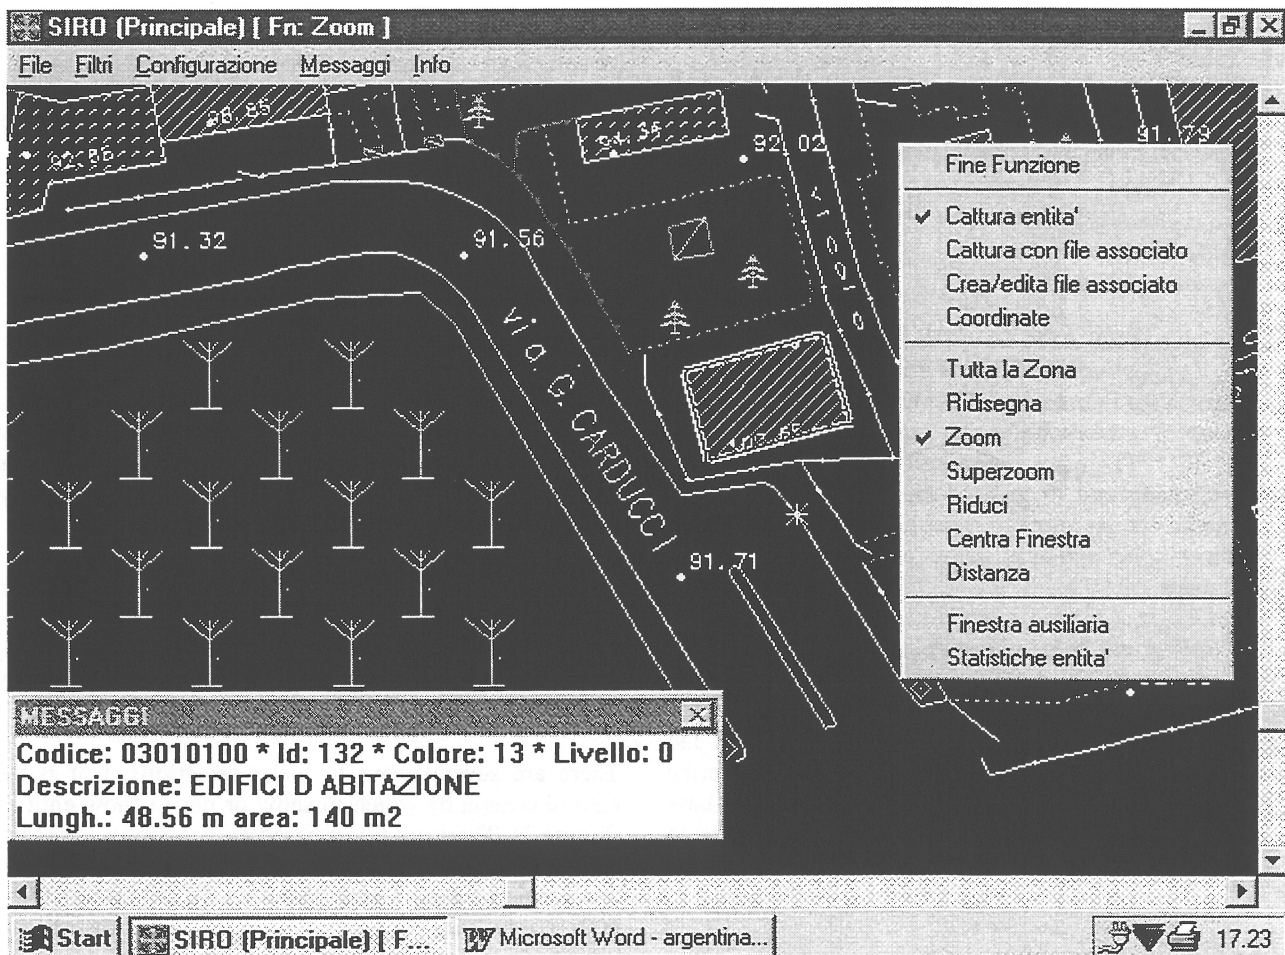 SIRO (Principale) [ Fn: Zoom ]
File Filtri Configurazione Messaggi Info
98.85
92.86
94.36
92.02
91.79
91.32
91.56
via G. CARDUCCI
91.71
Fine Funzione
Cattura entita'
Cattura con file associato
Crea/edita file associato
Coordinate
Tutta la Zona
Ridisegna
Zoom
Superzoom
Riduci
Centra Finestra
Distanza
Finestra ausiliaria
Statistiche entita'
MESSAGGI
Codice: 03010100 * Id: 132 * Colore: 13 * Livello: 0
Descrizione: EDIFICI D ABITAZIONE
Lungh.: 48.56 m area: 140 m2
Start
SIRO (Principale) [ F...
Microsoft Word - argentina...
17.23